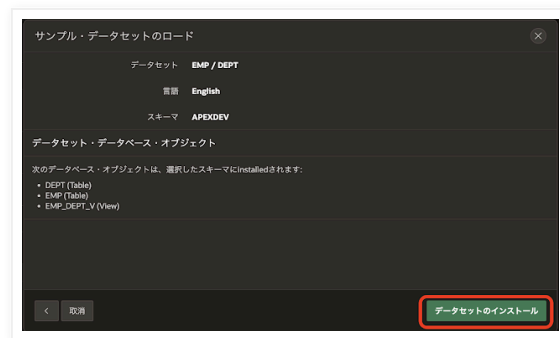 サンプル・データセットのロード
データセット EMP / DEPT
言語 English
スキーマ APEXDEV
データセット・データベース・オブジェクト
次のデータベース・オブジェクトは、選択したスキーマにinstalledされます:
• DEPT (Table)
• EMP (Table)
• EMP_DEPT_V (View)
取消 データセットのインストール